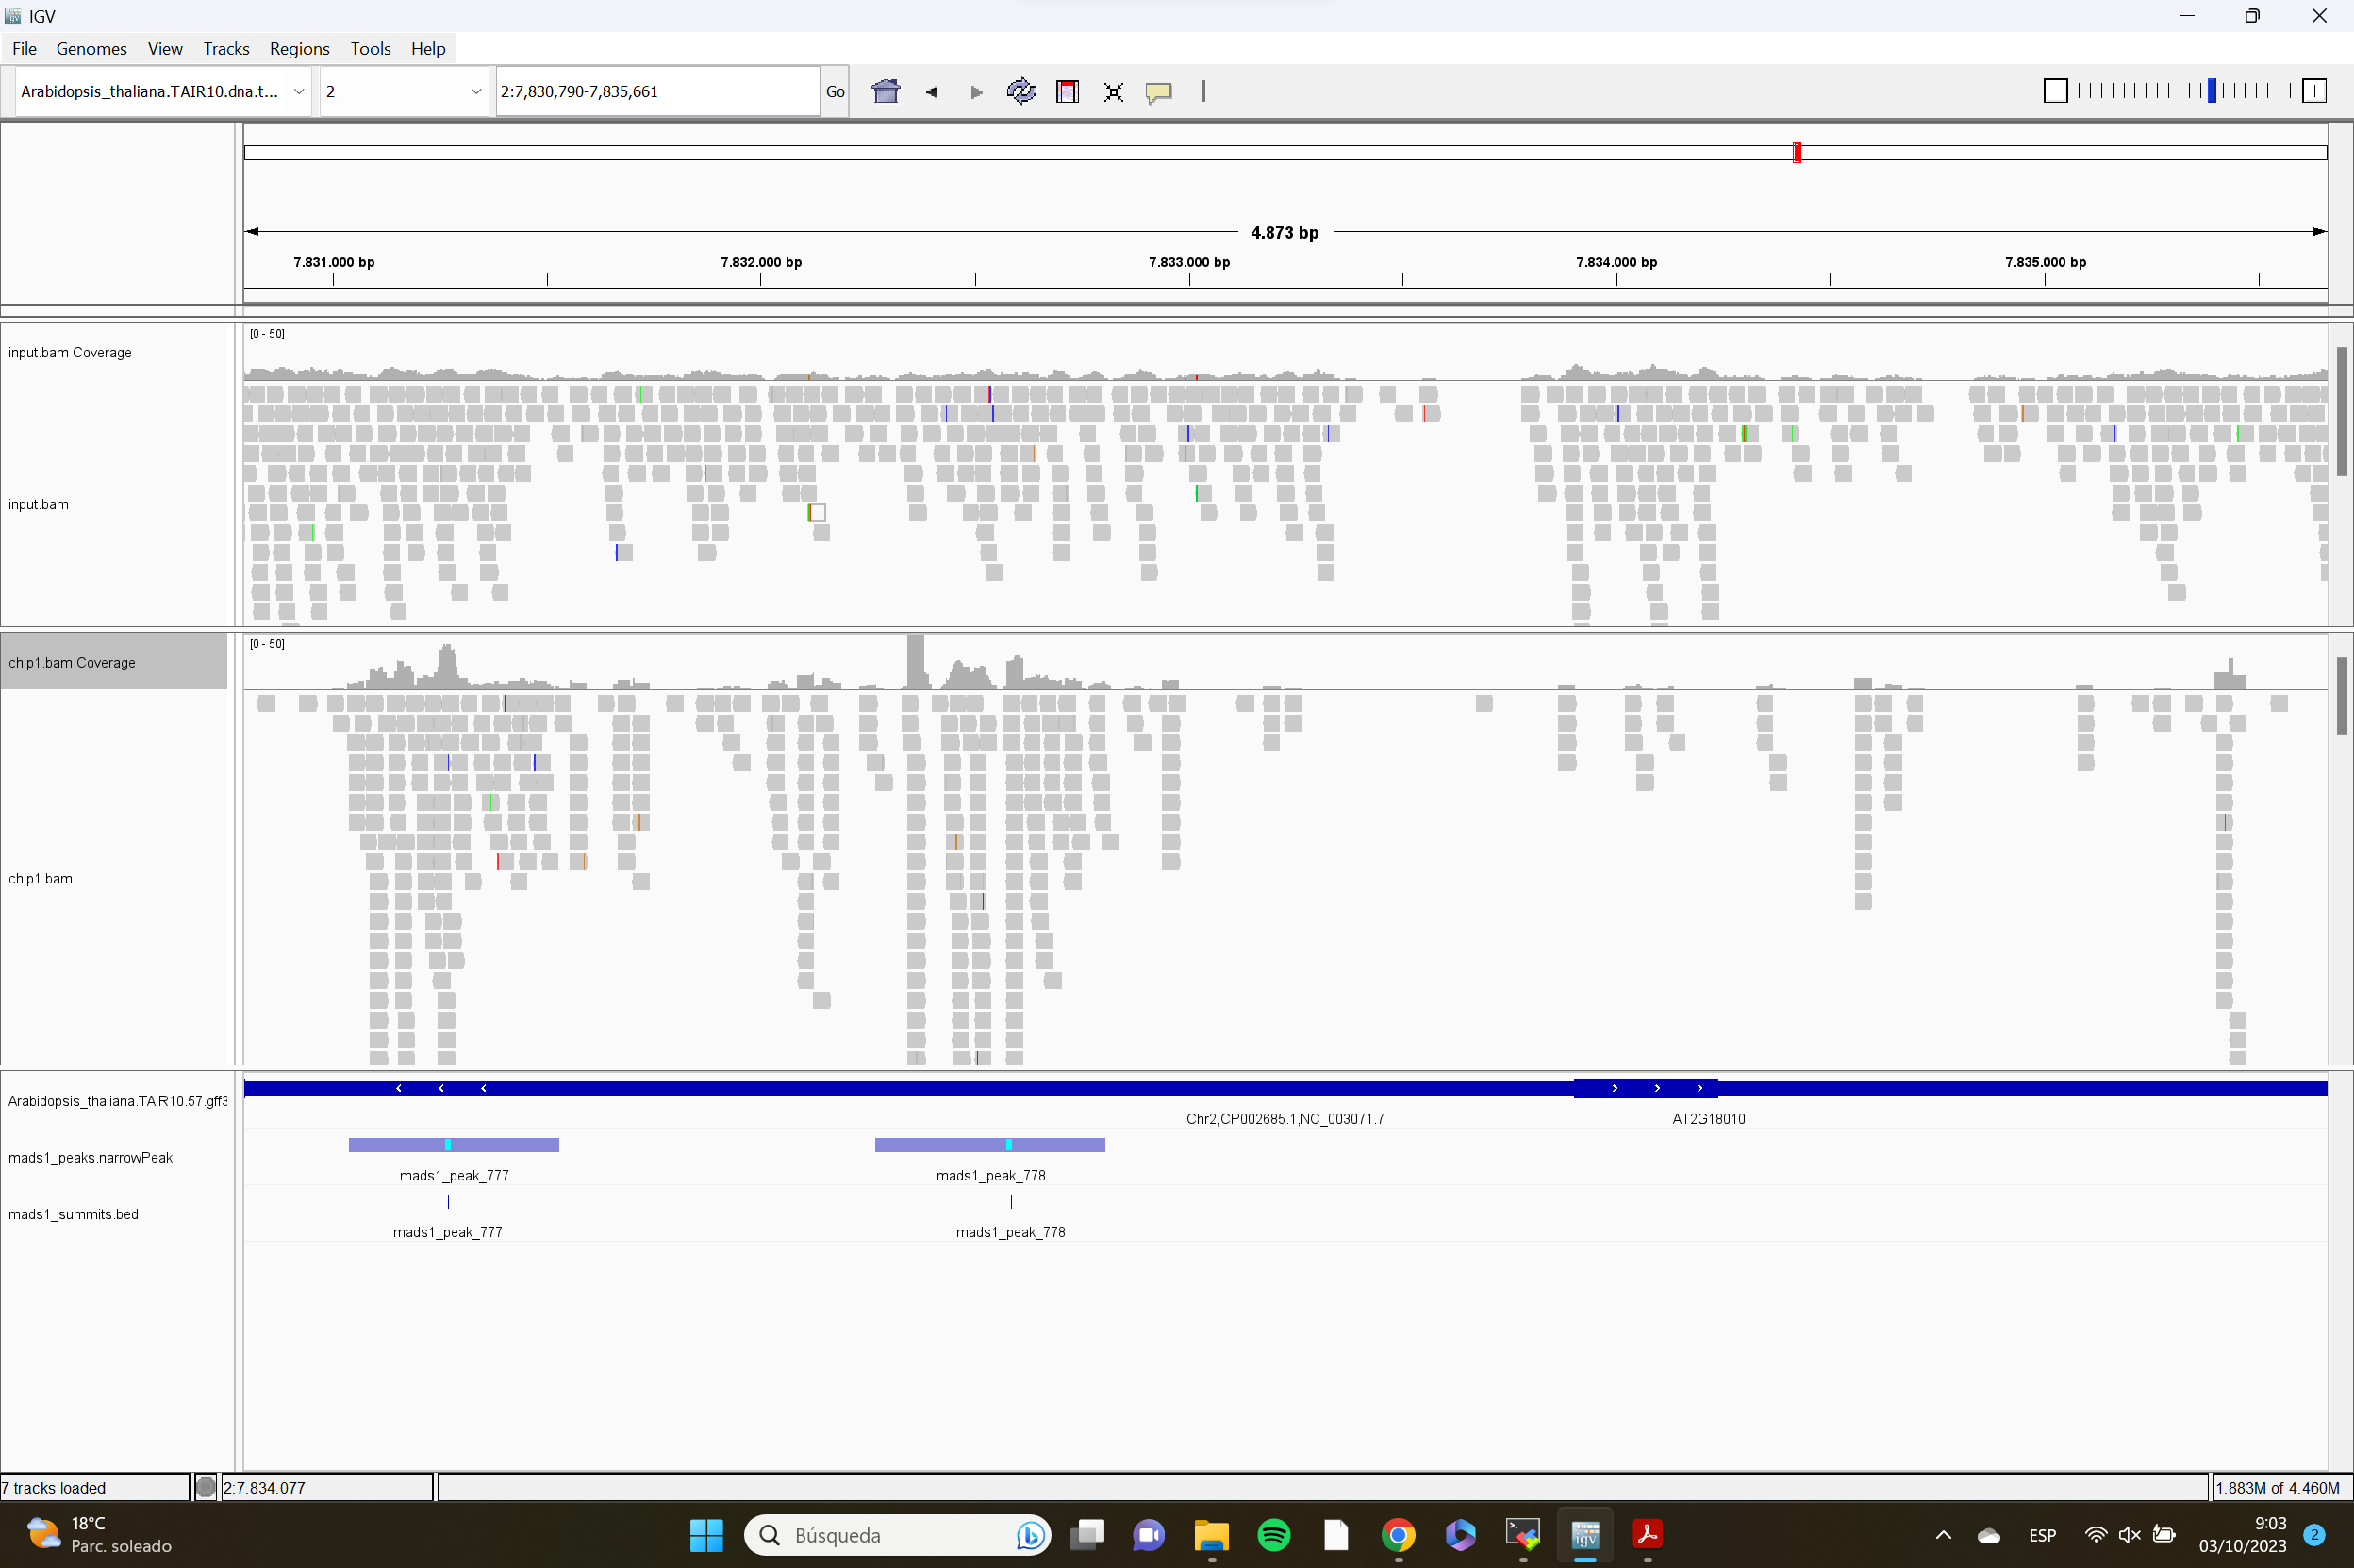 IGV
File Genomes View Tracks Regions Tools Help
Arabidopsis_thaliana.TAIR10.dna.t... 2 2:7,830,790-7,835,661 Go
4.873 bp
7.831.000 bp 7.832.000 bp 7.833.000 bp 7.834.000 bp 7.835.000 bp
[0 - 50]
input.bam Coverage
input.bam
[0 - 50]
chip1.bam Coverage
chip1.bam
Arabidopsis_thaliana.TAIR10.57.gff3
Chr2,CP002685.1,NC_003071.7 AT2G18010
mads1_peaks.narrowPeak
mads1_peak_777 mads1_peak_778
mads1_summits.bed
mads1_peak_777 mads1_peak_778
7 tracks loaded 2:7.834.077 1.883M of 4.460M
18°C
Parc. soleado
Búsqueda
igv
ESP
9:03
03/10/2023
2